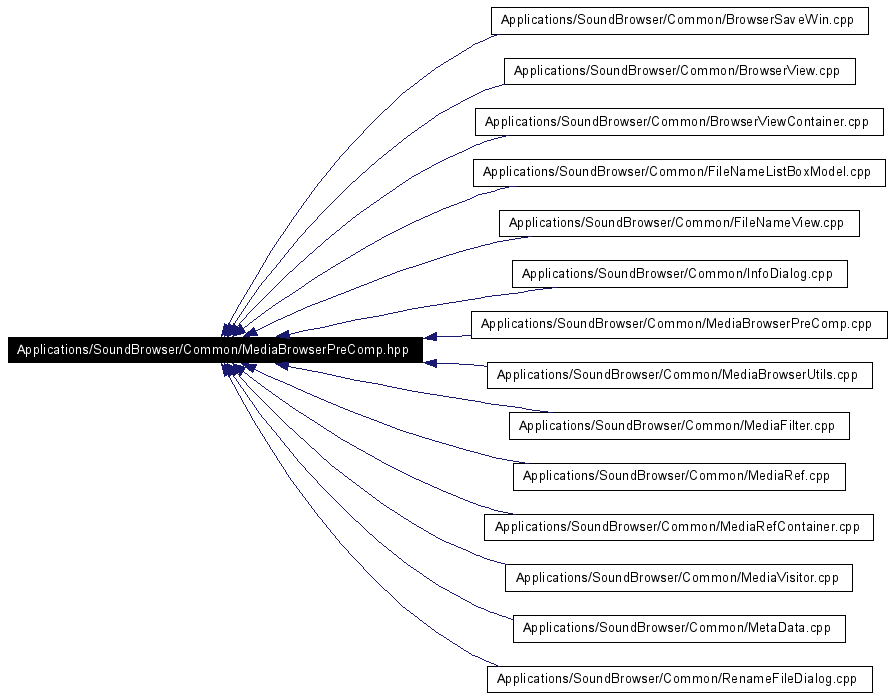 Applications/SoundBrowser/Common/BrowserSaveWin.cpp
Applications/SoundBrowser/Common/BrowserView.cpp
Applications/SoundBrowser/Common/BrowserViewContainer.cpp
Applications/SoundBrowser/Common/FileNameListBoxModel.cpp
Applications/SoundBrowser/Common/FileNameView.cpp
Applications/SoundBrowser/Common/InfoDialog.cpp
Applications/SoundBrowser/Common/MediaBrowserPreComp.cpp
Applications/SoundBrowser/Common/MediaBrowserPreComp.hpp
Applications/SoundBrowser/Common/MediaBrowserUtils.cpp
Applications/SoundBrowser/Common/MediaFilter.cpp
Applications/SoundBrowser/Common/MediaRef.cpp
Applications/SoundBrowser/Common/MediaRefContainer.cpp
Applications/SoundBrowser/Common/MediaVisitor.cpp
Applications/SoundBrowser/Common/MetaData.cpp
Applications/SoundBrowser/Common/RenameFileDialog.cpp